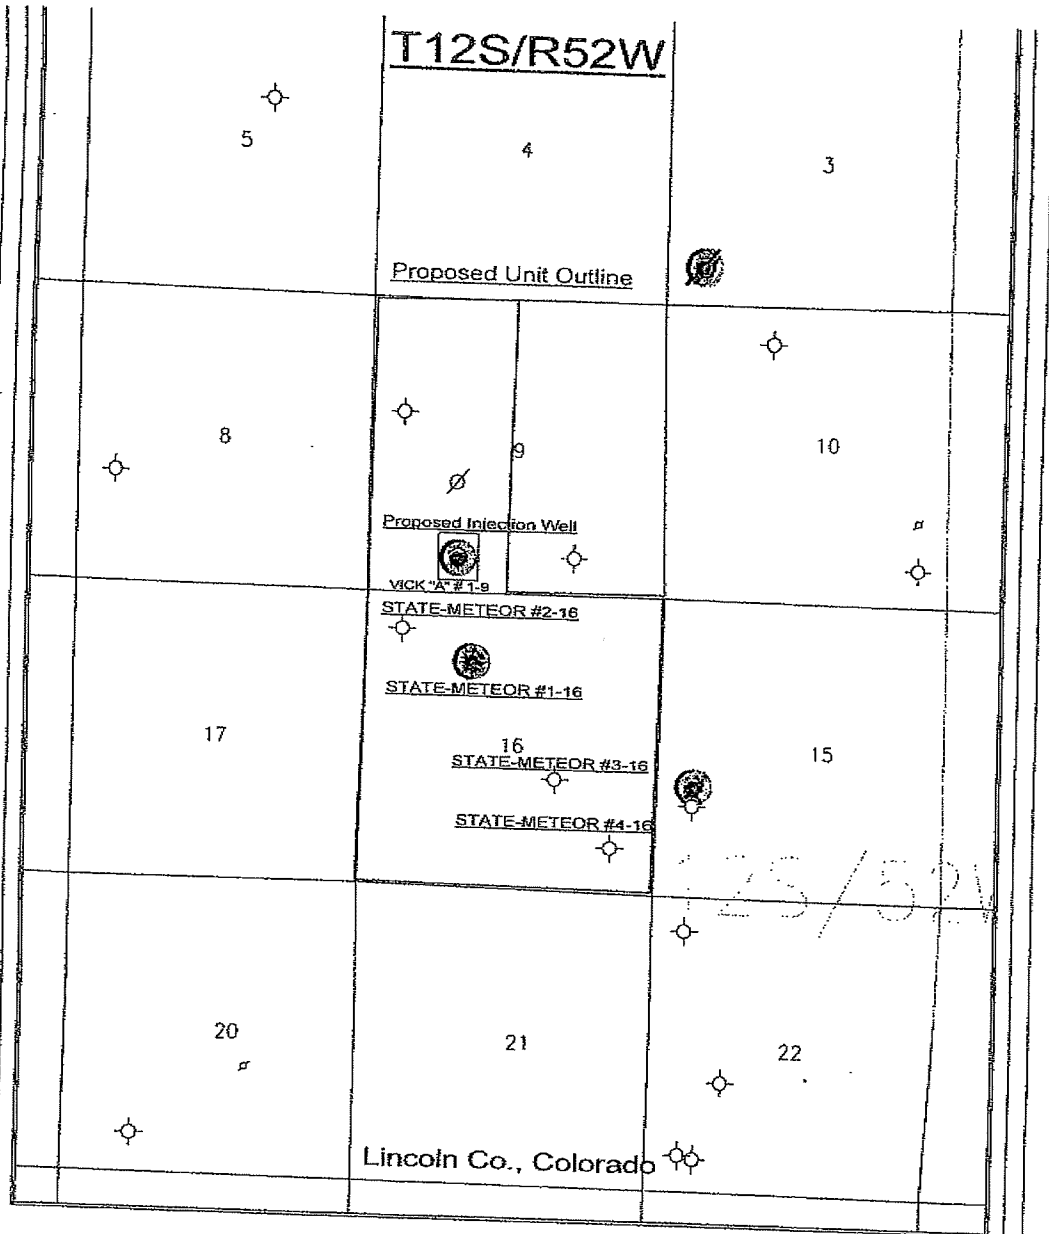 T12S/R52W
5
4
3
Proposed Unit Outline
8
9
10
Proposed Injection Well
VICK "A" # 1-9
STATE-METEOR #2-16
STATE-METEOR #1-16
17
16
15
STATE-METEOR #3-16
STATE-METEOR #4-16
12S/52W
20
21
22
Lincoln Co., Colorado